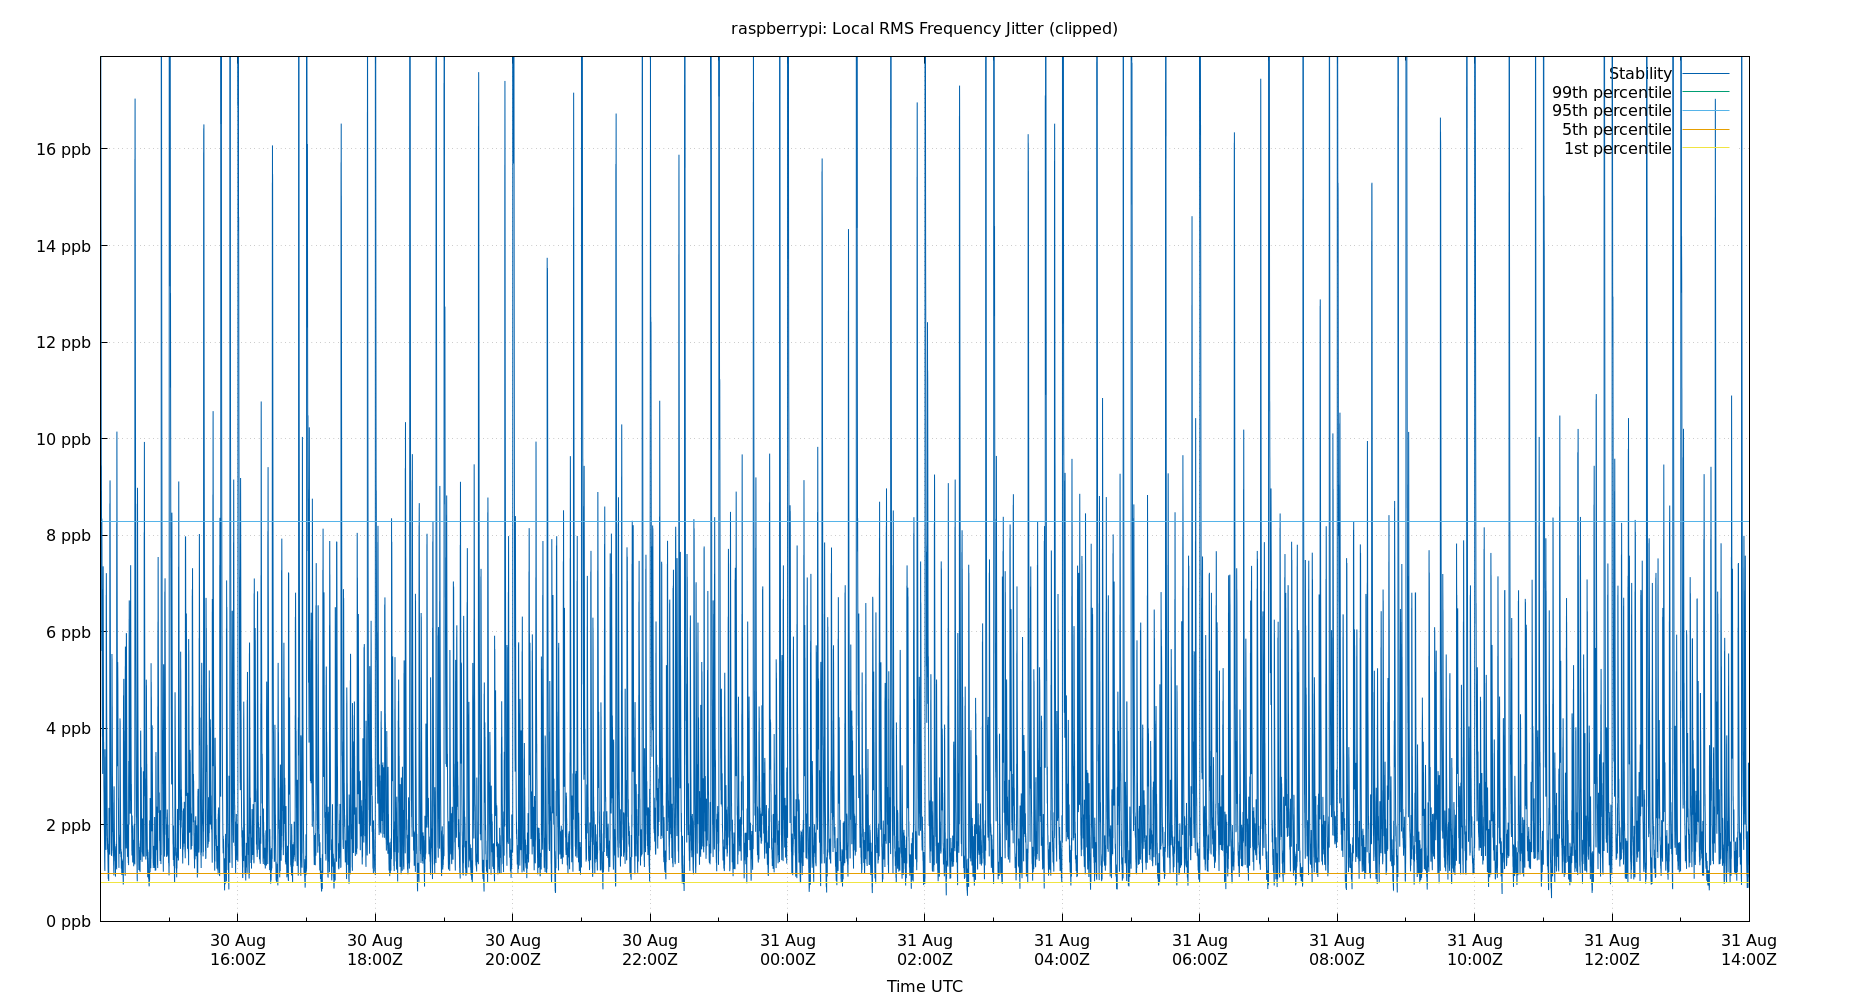 raspberrypi: Local RMS Frequency Jitter (clipped)
Stability
99th percentile
95th percentile
5th percentile
1st percentile
16 ppb
14 ppb
12 ppb
10 ppb
8 ppb
6 ppb
4 ppb
2 ppb
0 ppb
30 Aug 30 Aug 30 Aug 30 Aug 31 Aug 31 Aug 31 Aug 31 Aug 31 Aug 31 Aug 31 Aug 31 Aug
16:00Z 18:00Z 20:00Z 22:00Z 00:00Z 02:00Z 04:00Z 06:00Z 08:00Z 10:00Z 12:00Z 14:00Z
Time UTC